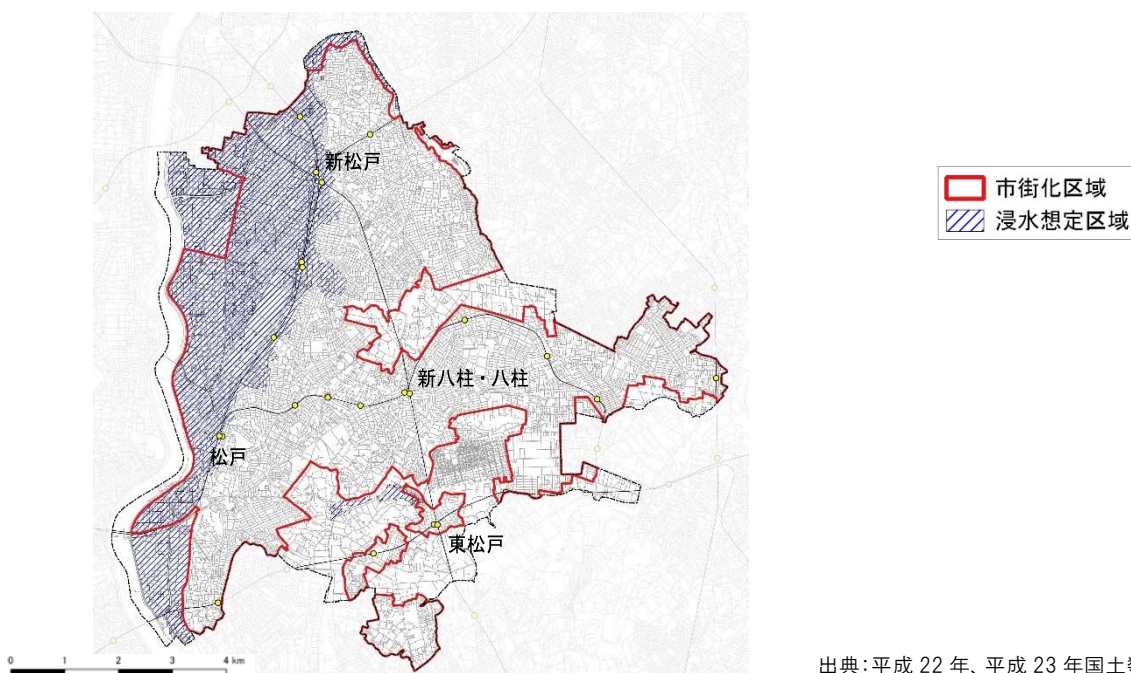 新松戸
新八柱・八柱
松戸
東松戸
市街化区域
浸水想定区域
0 1 2 3 4 km
出典:平成 22 年、平成 23 年国土